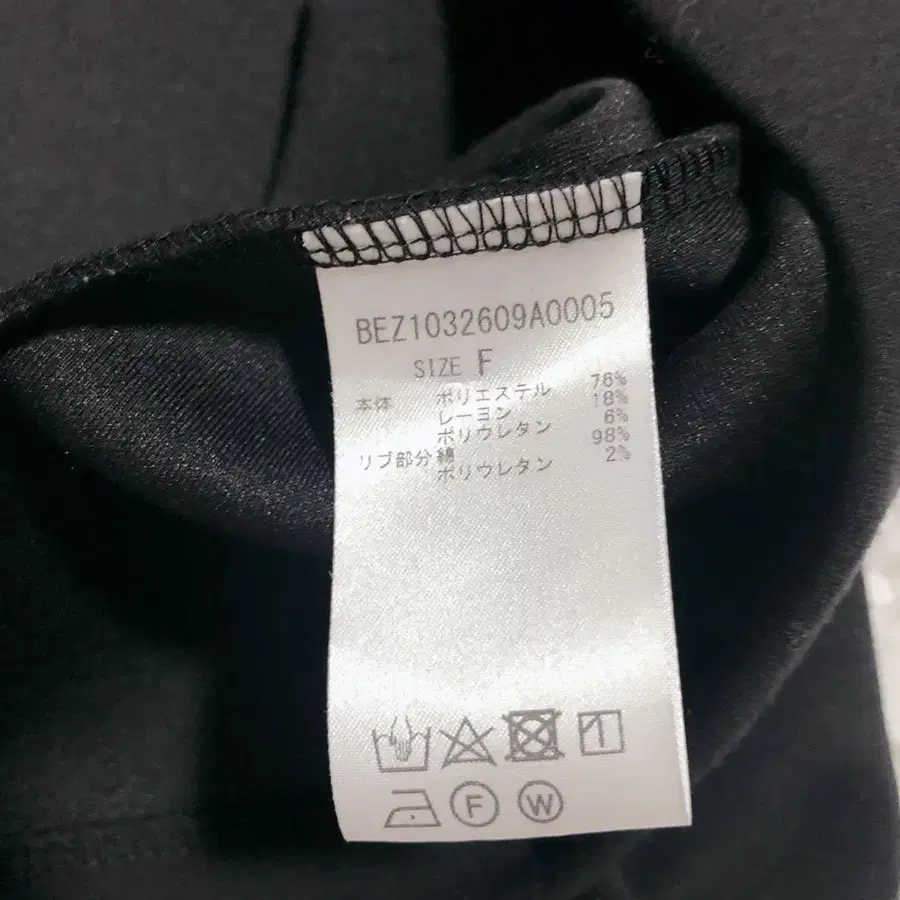 BEZ1032609A0005
SIZE F
本体 ポリエステル 76%
レーヨン 18%
ポリウレタン 6%
リブ部分 綿 98%
ポリウレタン 2%
F W